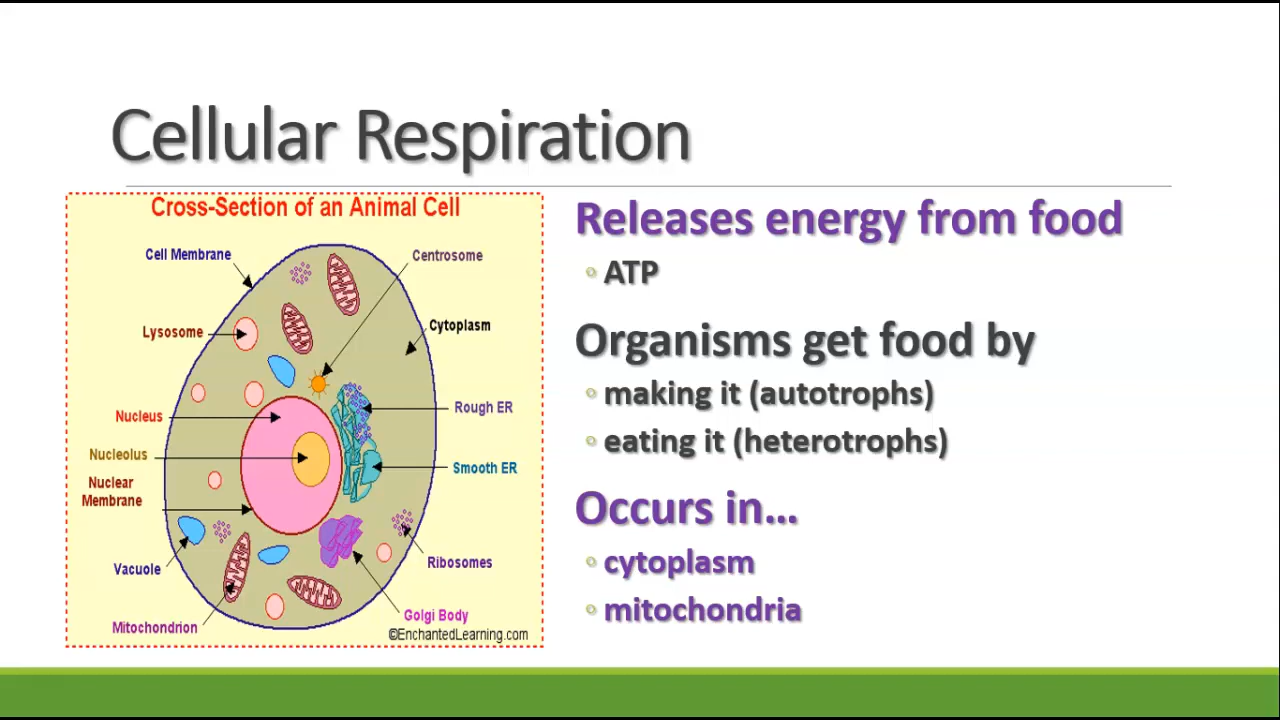 Cellular Respiration
Cross-Section of an Animal Cell
Cell Membrane
Centrosome
Lysosome
Cytoplasm
Nucleus
Rough ER
Nucleolus
Smooth ER
Nuclear
Membrane
Vacuole
Ribosomes
Mitochondrion
Golgi Body
©EnchantedLearning.com
Releases energy from food
ATP
Organisms get food by
making it (autotrophs)
eating it (heterotrophs)
Occurs in…
cytoplasm
mitochondria